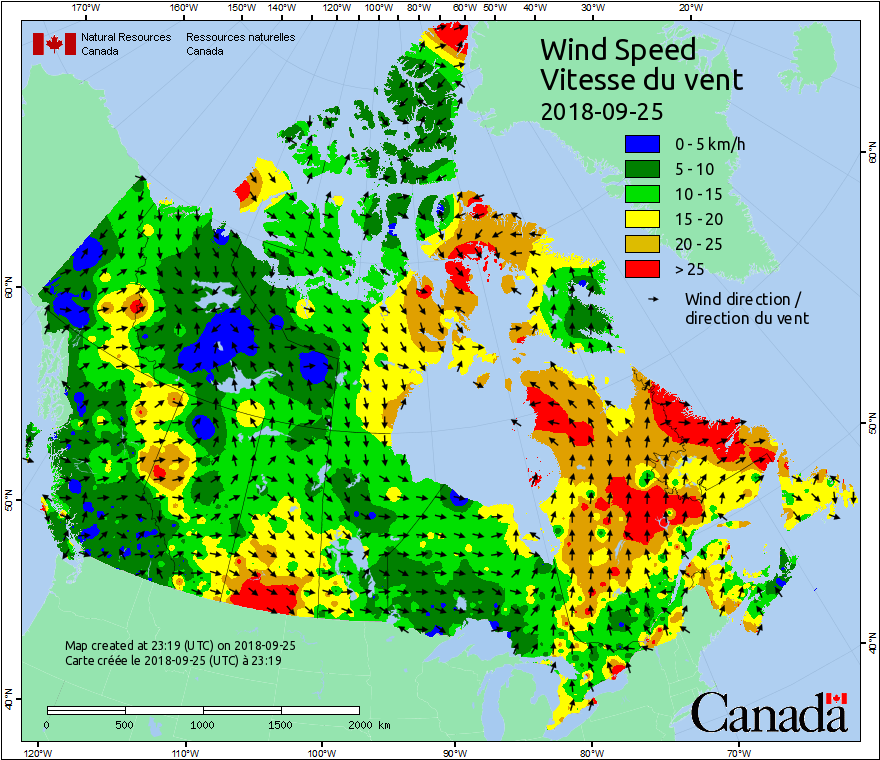 170°W 160°W 150°W 140°W 130°W 120°W 110°W 100°W 90°W 80°W 70°W 60°W 50°W 40°W 30°W 20°W
Natural Resources Ressources naturelles
Canada Canada
Wind Speed
Vitesse du vent
2018-09-25
0 - 5 km/h
5 - 10
10 - 15
15 - 20
20 - 25
> 25
Wind direction /
direction du vent
60°N 60°N
50°N 50°N
40°N 40°N
Map created at 23:19 (UTC) on 2018-09-25
Carte créée le 2018-09-25 (UTC) à 23:19
0 500 1000 1500 2000 km
Canada
120°W 110°W 100°W 90°W 80°W 70°W